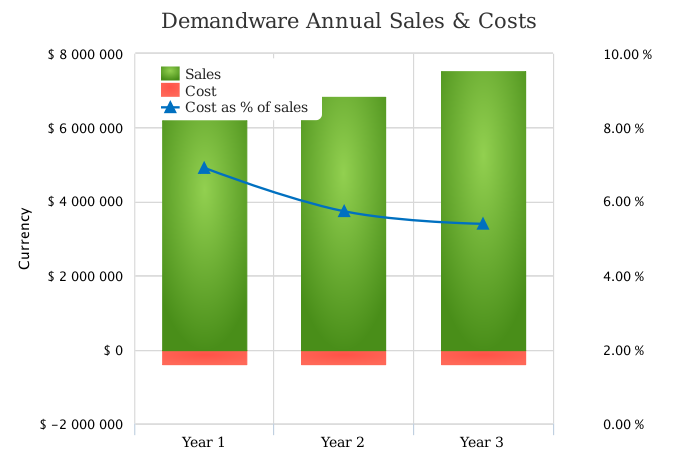 Demandware Annual Sales & Costs
$ 8 000 000
10.00 %
Sales
Cost
Cost as % of sales
$ 6 000 000
8.00 %
$ 4 000 000
6.00 %
Currency
$ 2 000 000
4.00 %
$ 0
2.00 %
$ −2 000 000
0.00 %
Year 1
Year 2
Year 3